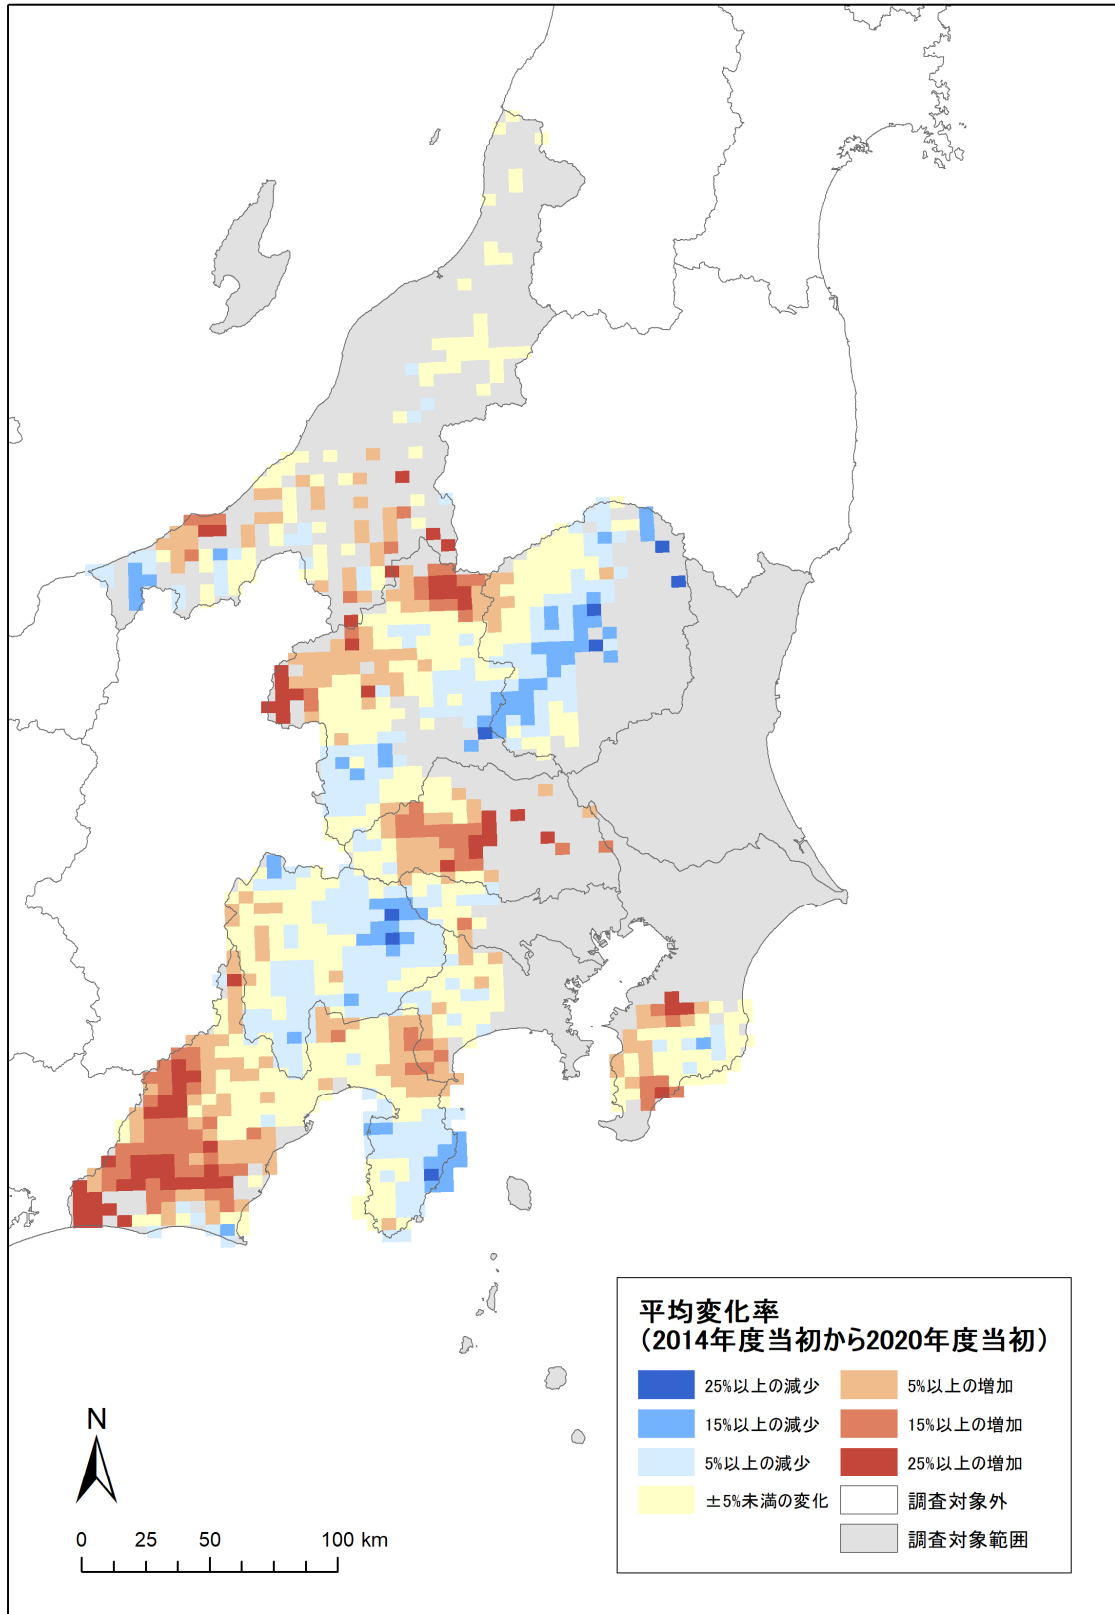 平均変化率
（2014年度当初から2020年度当初）
25%以上の減少
5%以上の増加
15%以上の減少
15%以上の増加
5%以上の減少
25%以上の増加
±5%未満の変化
調査対象外
調査対象範囲
N
0 25 50 100 km